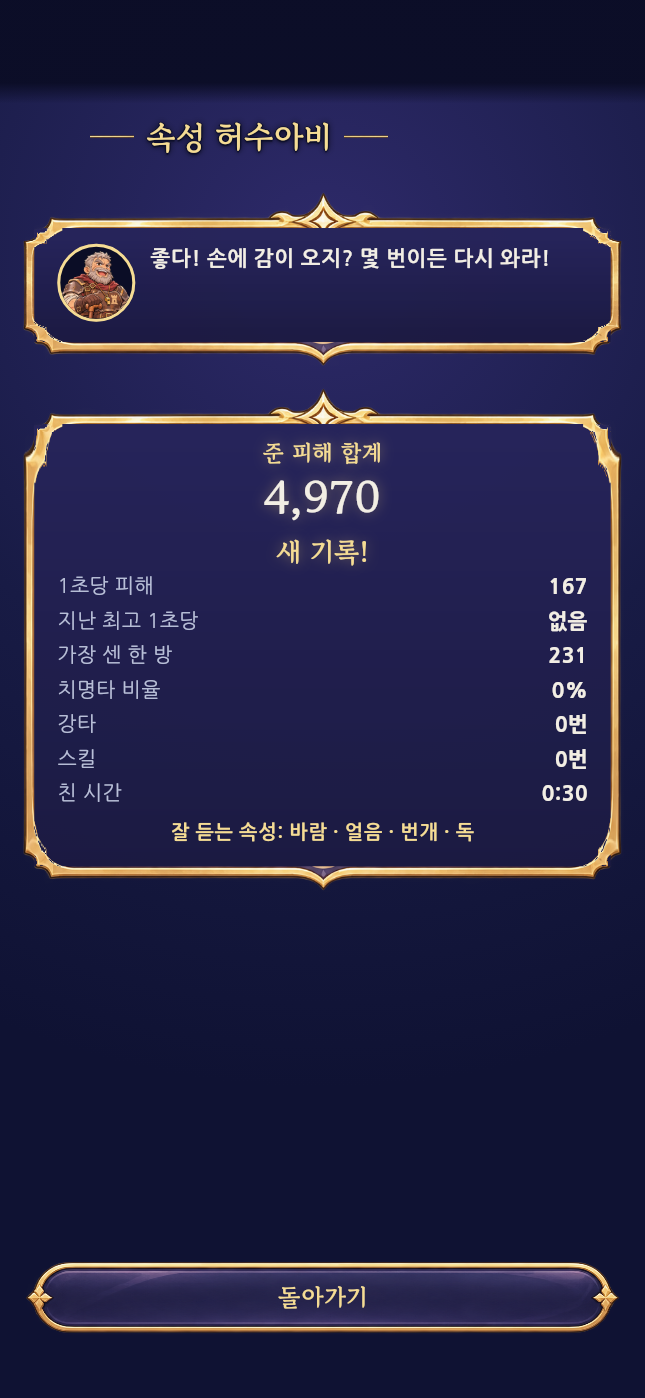 속성 허수아비
좋다! 손에 감이 오지? 몇 번이든 다시 와라!
준 피해 합계
4,970
새 기록!
1초당 피해 167
지난 최고 1초당 없음
가장 센 한 방 231
치명타 비율 0%
강타 0번
스킬 0번
친 시간 0:30
잘 듣는 속성: 바람 · 얼음 · 번개 · 독
돌아가기